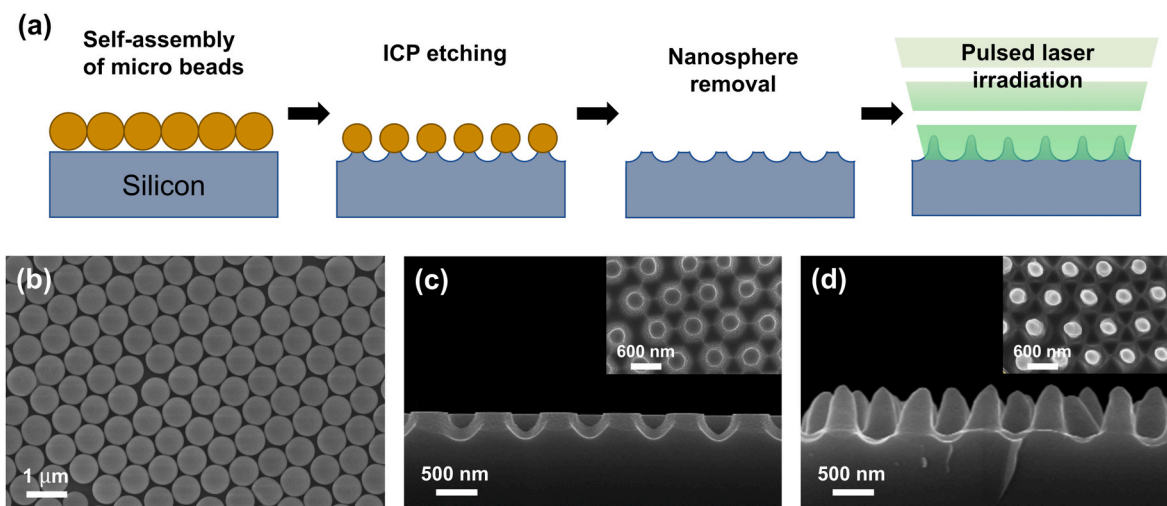 (a)
Self-assembly
of micro beads
ICP etching
Nanosphere
removal
Pulsed laser
irradiation
Silicon
(b)
1 μm
(c)
600 nm
500 nm
(d)
600 nm
500 nm